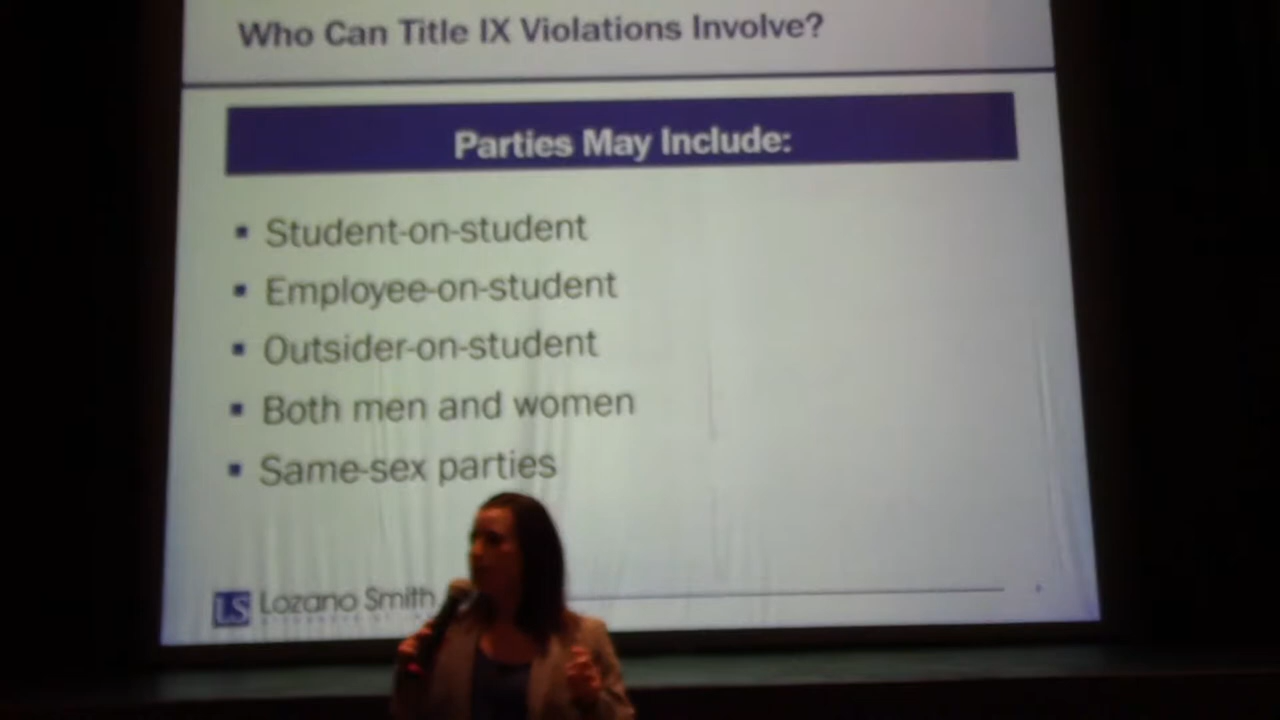 Who Can Title IX Violations Involve?
Parties May Include:
Student-on-student
Employee-on-student
Outsider-on-student
Both men and women
Same-sex parties
LS Lozano Smith